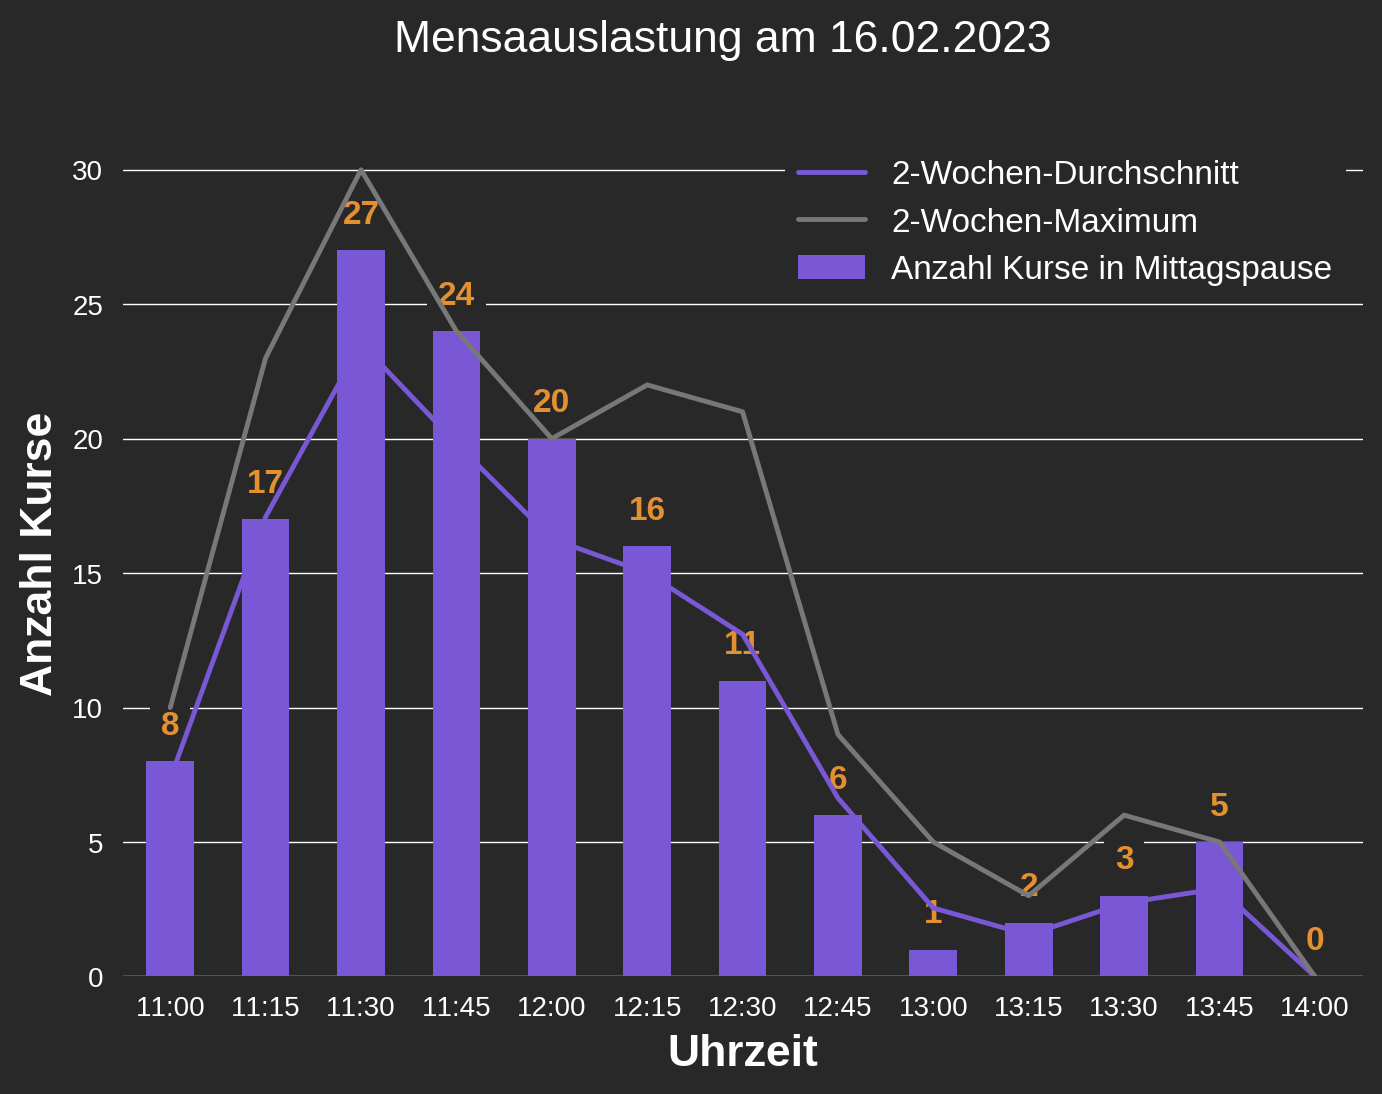 Mensaauslastung am 16.02.2023
2-Wochen-Durchschnitt
2-Wochen-Maximum
Anzahl Kurse in Mittagspause
Anzahl Kurse
30
25
20
15
10
5
0
8
17
27
24
20
16
11
6
1
2
3
5
0
11:00 11:15 11:30 11:45 12:00 12:15 12:30 12:45 13:00 13:15 13:30 13:45 14:00
Uhrzeit